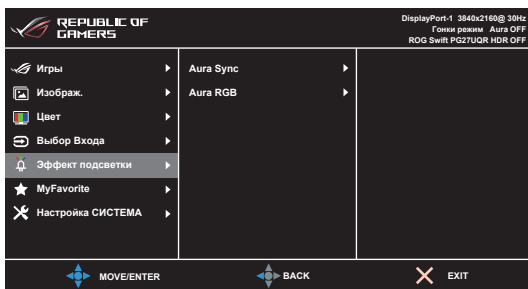 REPUBLIC OF
GAMERS
DisplayPort-1 3840x2160@ 30Hz
Гонки режим Aura OFF
ROG Swift PG27UQR HDR OFF
Игры
Изображ.
Цвет
Выбор Входа
Эффект подсветки
MyFavorite
Настройка СИСТЕМА
Aura Sync
Aura RGB
MOVE/ENTER
BACK
EXIT